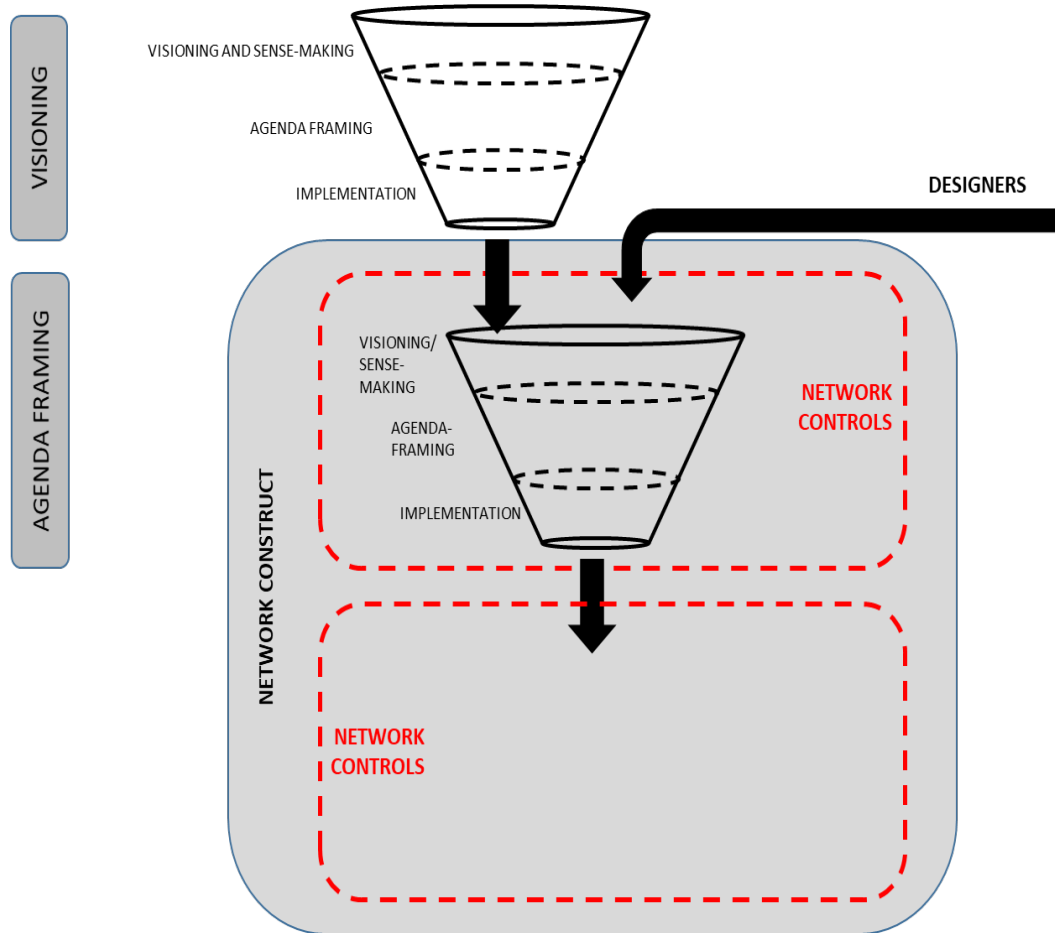 VISIONING
VISIONING AND SENSE-MAKING
AGENDA FRAMING
IMPLEMENTATION
DESIGNERS
AGENDA FRAMING
NETWORK CONSTRUCT
VISIONING/
SENSE-
MAKING
AGENDA-
FRAMING
IMPLEMENTATION
NETWORK
CONTROLS
NETWORK
CONTROLS